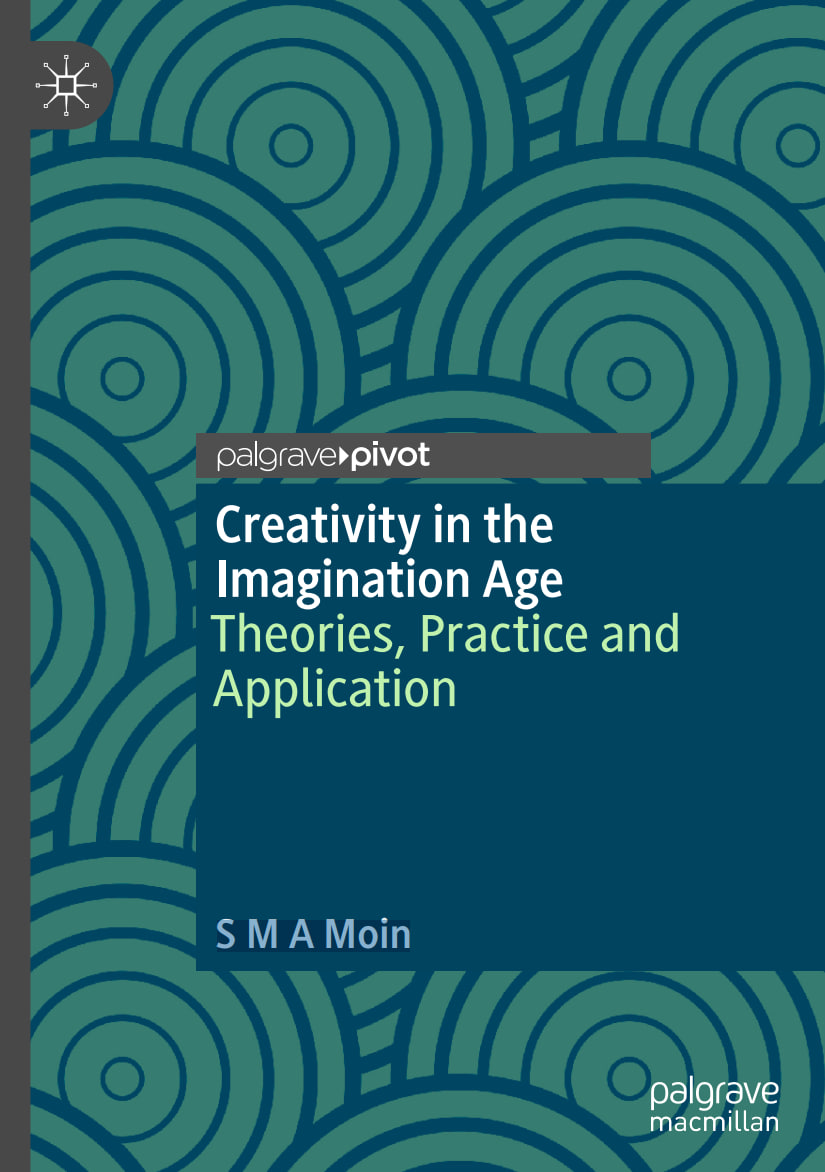 palgrave pivot
Creativity in the
Imagination Age
Theories, Practice and
Application
S M A Moin
palgrave
macmillan